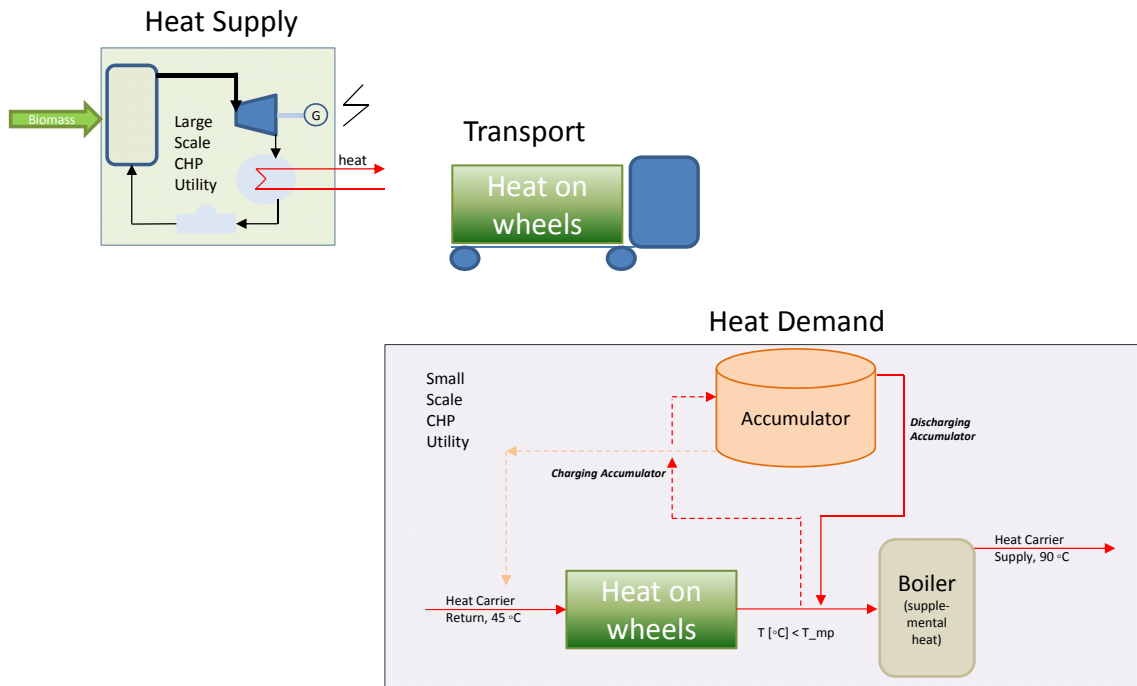 Heat Supply
Biomass
Large
Scale
CHP
Utility
G
heat
Transport
Heat on
wheels
Heat Demand
Small
Scale
CHP
Utility
Accumulator
Discharging
Accumulator
Charging Accumulator
Heat Carrier
Return, 45 ◦C
Heat on
wheels
T [◦C] < T_mp
Boiler
(supple-
mental
heat)
Heat Carrier
Supply, 90 ◦C